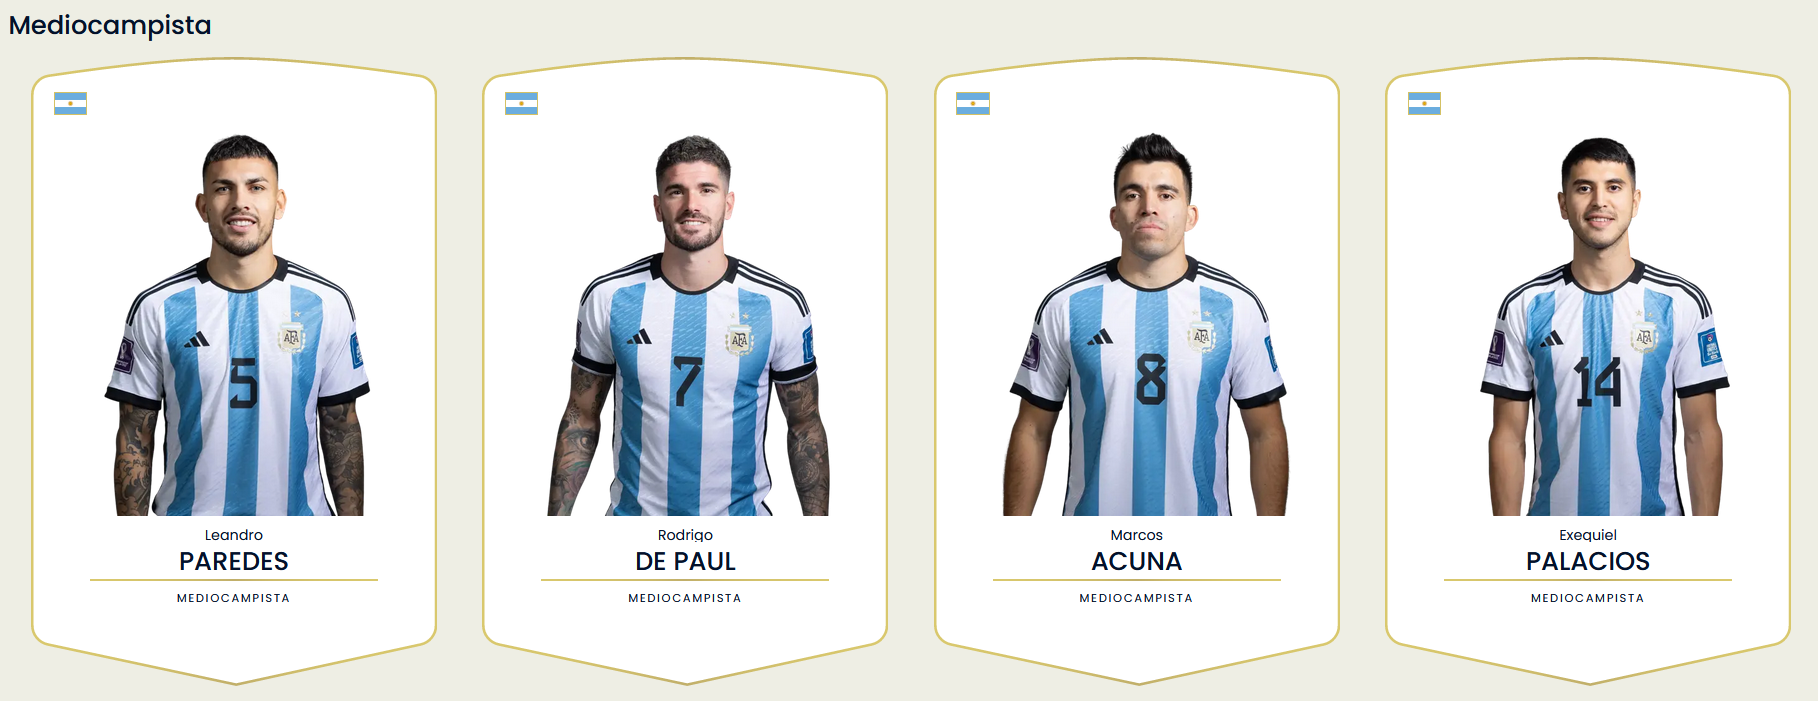 Mediocampista
AFA
5
Leandro
PAREDES
MEDIOCAMPISTA
AFA
7
Rodrigo
DE PAUL
MEDIOCAMPISTA
AFA
8
Marcos
ACUNA
MEDIOCAMPISTA
AFA
14
Exequiel
PALACIOS
MEDIOCAMPISTA